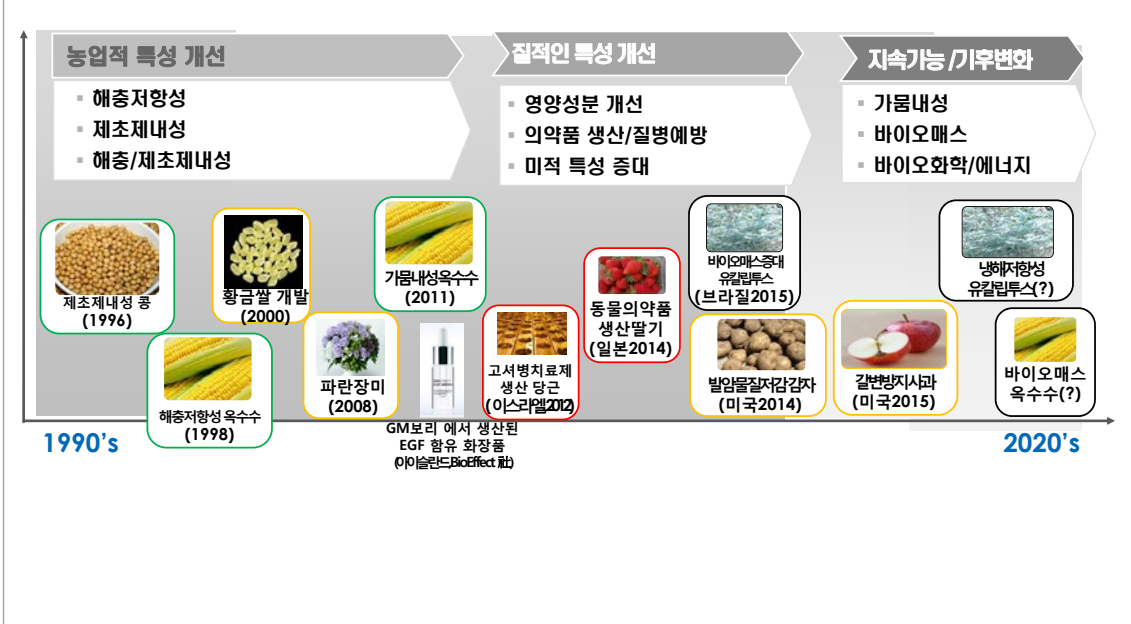 농업적 특성 개선
해충저항성
제초제내성
해충/제초제내성
질적인 특성 개선
영양성분 개선
의약품 생산/질병예방
미적 특성 증대
지속가능 /기후변화
가뭄내성
바이오매스
바이오화학/에너지
제초제내성 콩
(1996)
해충저항성 옥수수
(1998)
황금쌀 개발
(2000)
파란장미
(2008)
가뭄내성옥수수
(2011)
GM보리 에서 생산된
EGF 함유 화장품
(아이슬란드,BioEffect 社)
고셔병치료제
생산 당근
( 이스라엘2012)
동물의약품
생산딸기
(일본2014)
바이오매스증대
유칼립투스
(브라질2015)
발암물질저감 감자
(미국2014)
갈변방지사과
(미국2015)
냉해저항성
유칼립투스(?)
바이오매스
옥수수(?)
1990's
2020's